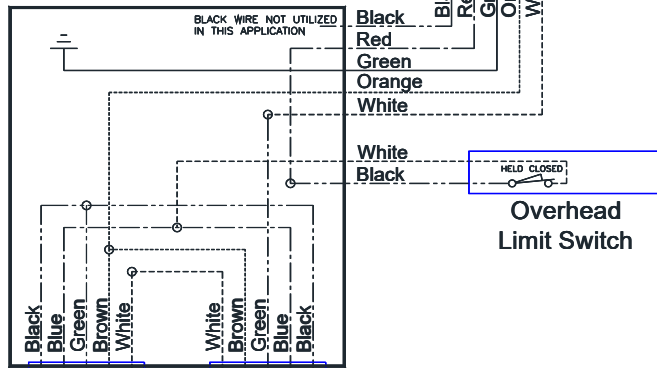 BLACK WIRE NOT UTILIZED
IN THIS APPLICATION
Black
Red
Green
Orange
White
White
Black
HELD CLOSED
Overhead
Limit Switch
Black
Blue
Green
Brown
White
White
Brown
Green
Blue
Black